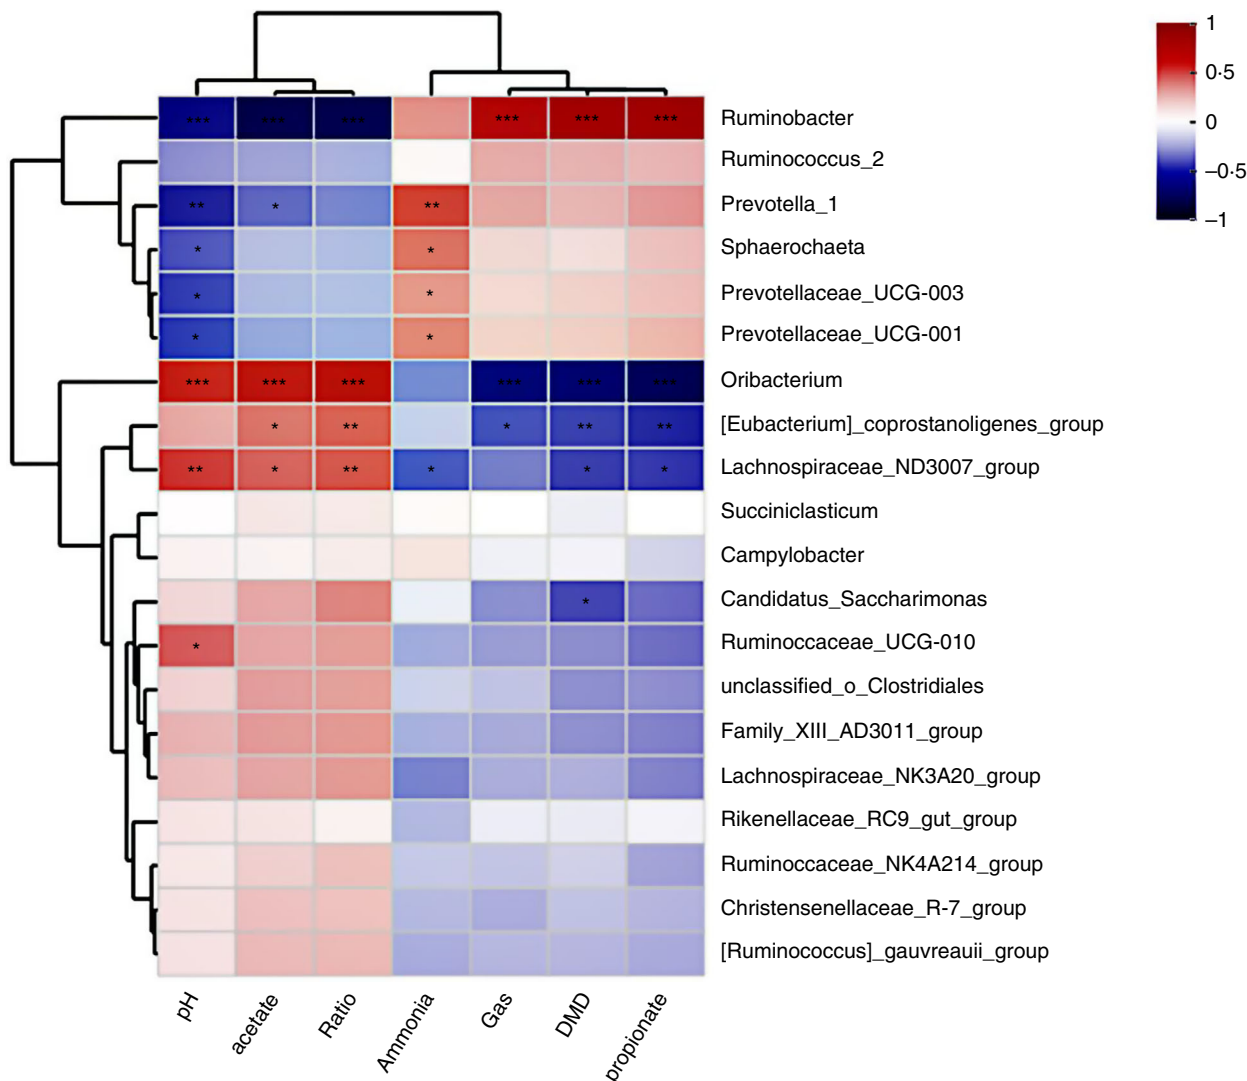 1
0·5
0
−0·5
−1
*** *** *** *** *** *** Ruminobacter
Ruminococcus_2
** * ** Prevotella_1
* * Sphaerochaeta
* * Prevotellaceae_UCG-003
* * Prevotellaceae_UCG-001
*** *** *** *** *** *** Oribacterium
* ** * ** ** [Eubacterium]_coprostanoligenes_group
** * ** * * * Lachnospiraceae_ND3007_group
Succiniclasticum
Campylobacter
* Candidatus_Saccharimonas
* Ruminoccaceae_UCG-010
unclassified_o_Clostridiales
Family_XIII_AD3011_group
Lachnospiraceae_NK3A20_group
Rikenellaceae_RC9_gut_group
Ruminoccaceae_NK4A214_group
Christensenellaceae_R-7_group
[Ruminococcus]_gauvreauii_group
pH acetate Ratio Ammonia Gas DMD propionate